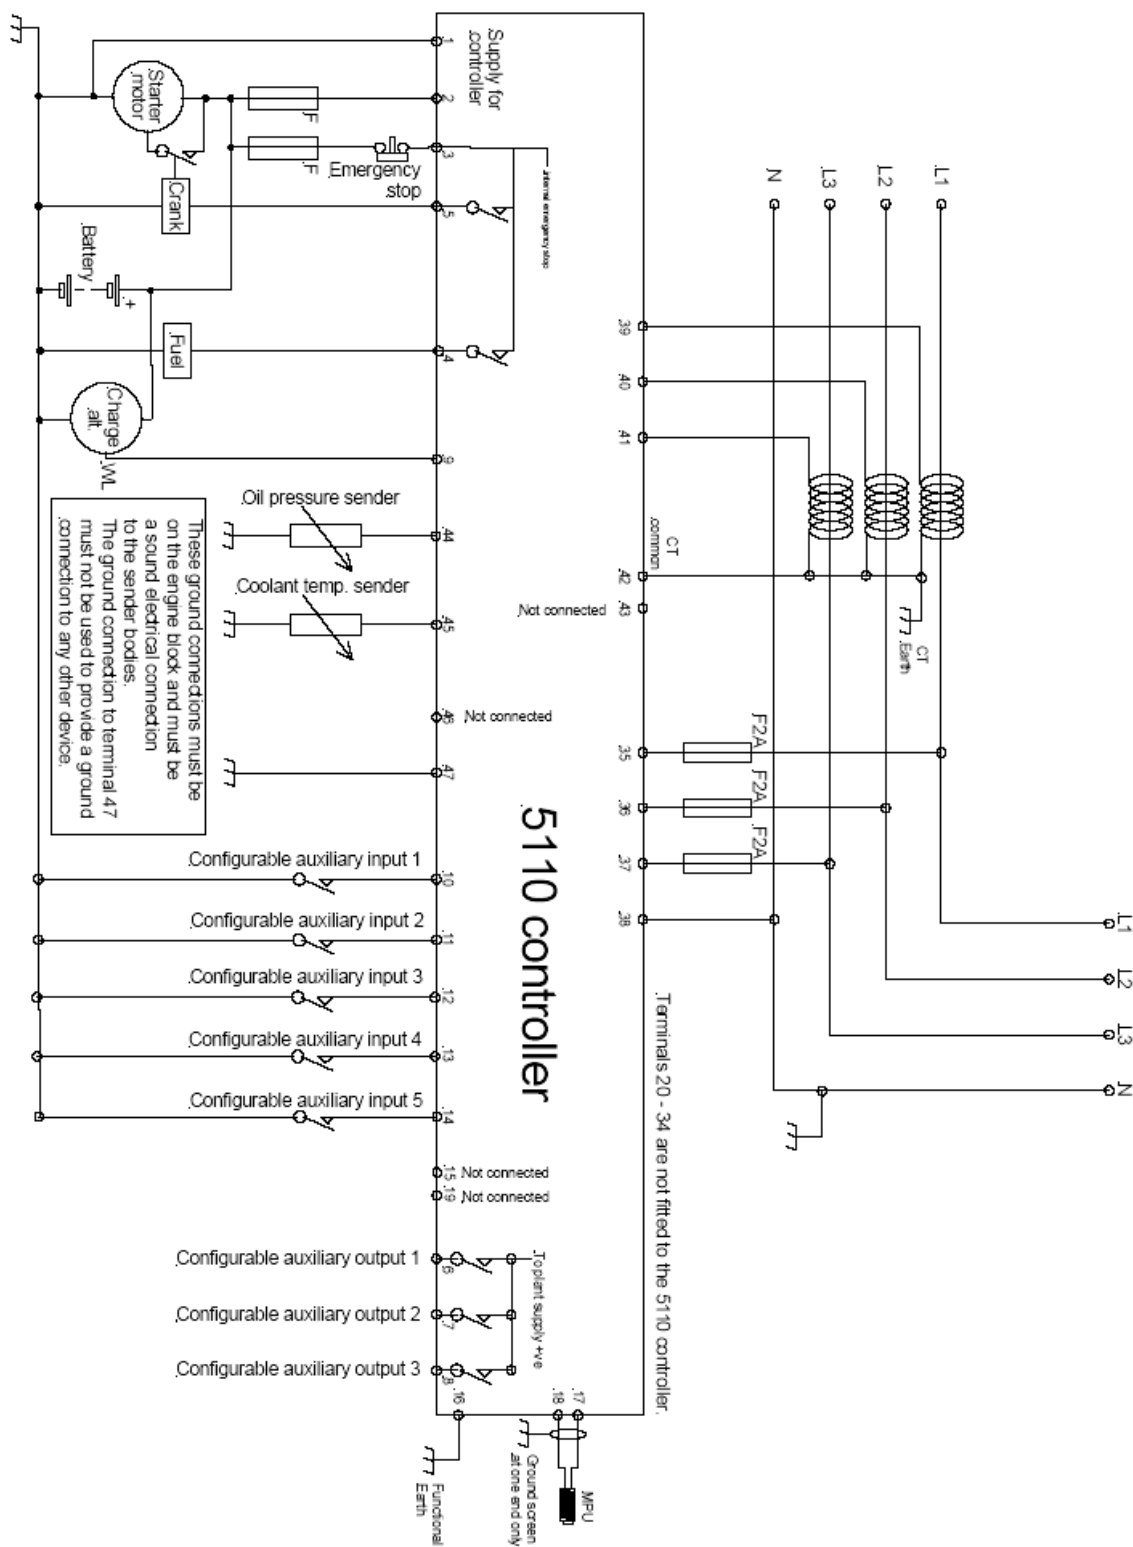 .1
.Supply for
.controller
.Starter
.motor
.2
.F
.3
.F
.Emergency
.stop
.internal emergency stop
.Crank
.5
.Battery
.+
.Fuel
.4
.Charge
.alt.
.W/L
.9
.N
.L3
.L2
.L1
.39
.40
.41
.Oil pressure sender
.44
.CT
.common
.42
.Coolant temp. sender
.45
.Not connected
.43
.CT
.Earth
These ground connections must be
on the engine block and must be
a sound electrical connection
to the sender bodies.
The ground connection to terminal 47
must not be used to provide a ground
.connection to any other device.
.46
.Not connected
.47
.F2A
.35
.F2A
.36
.F2A
.37
.38
.5110 controller
.Configurable auxiliary input 1
.10
.Configurable auxiliary input 2
.11
.Configurable auxiliary input 3
.12
.Configurable auxiliary input 4
.13
.Configurable auxiliary input 5
.14
.L1
.L2
.L3
.N
.Terminals 20 - 34 are not fitted to the 5110 controller.
.15
.Not connected
.19
.Not connected
.Configurable auxiliary output 1
.6
.To plant supply +ve
.Configurable auxiliary output 2
.7
.Configurable auxiliary output 3
.8
.16
.18
.17
.Functional
Earth
.Ground screen
.at one end only
.MPU